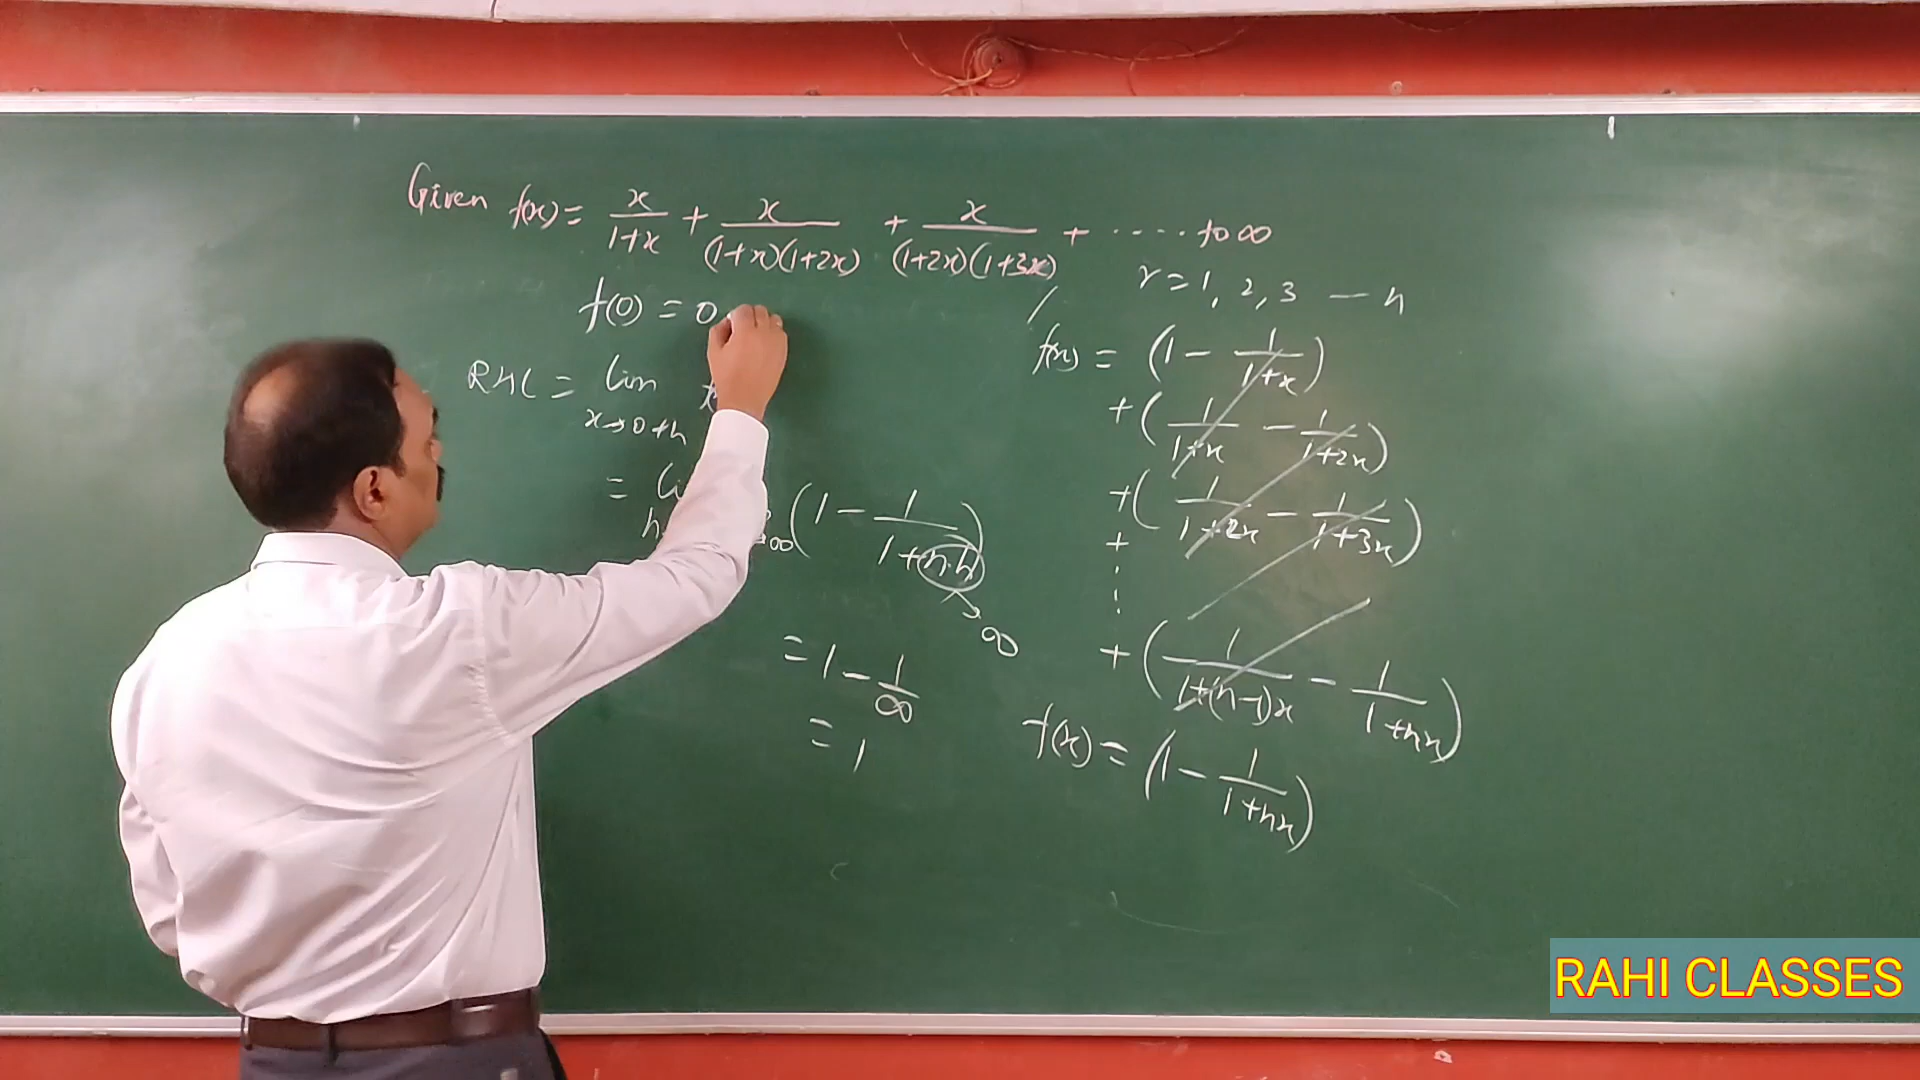 Given f(x) = x/(1+x) + x/((1+x)(1+2x)) + x/((1+2x)(1+3x)) + ..... to ∞
f(0) = 0
r = 1, 2, 3 — n
RHL = lim
x→0+h
= (1 - 1/(1+n.h))
→∞
∞
= 1 - 1/∞
= 1
f(x) = (1 - 1/(1+x))
+ (1/(1+x) - 1/(1+2x))
+ (1/(1+2x) - 1/(1+3x))
+
+ (1/(1+(n-1)x) - 1/(1+nx))
f(x) = (1 - 1/(1+nx))
RAHI CLASSES